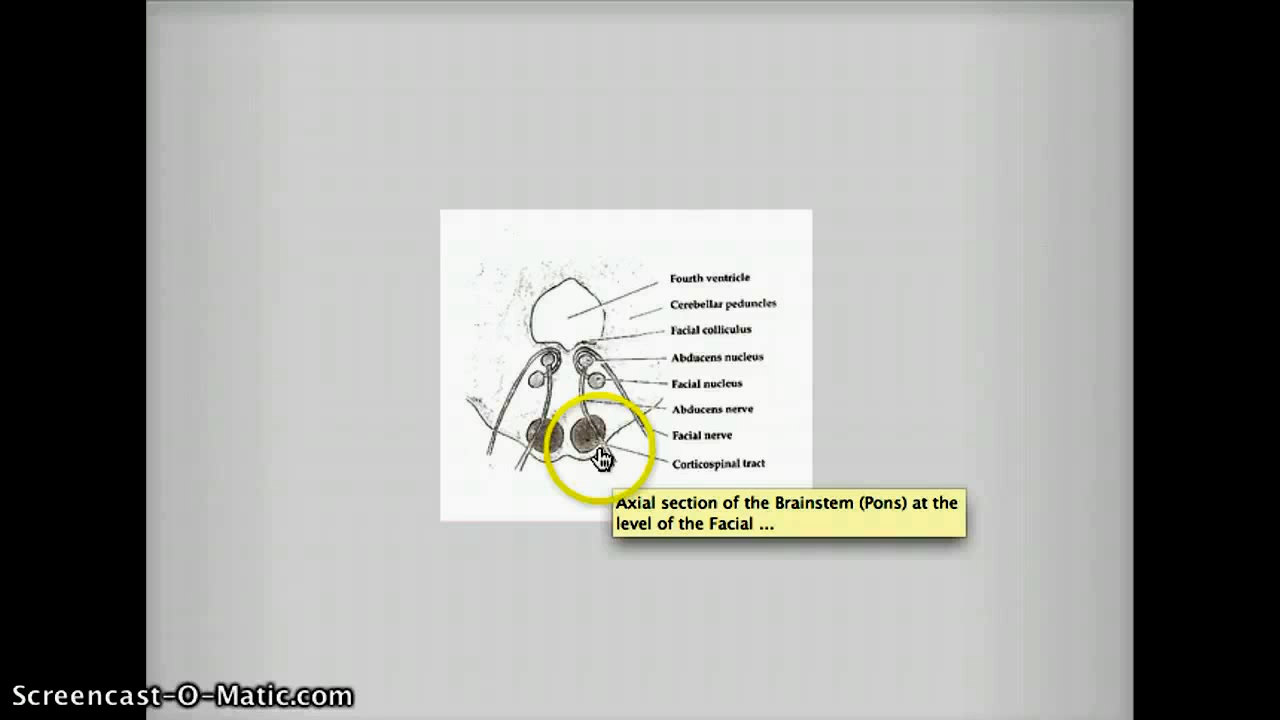 Fourth ventricle
Cerebellar peduncles
Facial colliculus
Abducens nucleus
Facial nucleus
Abducens nerve
Facial nerve
Corticospinal tract
Axial section of the Brainstem (Pons) at the
level of the Facial ...
Screencast-O-Matic.com